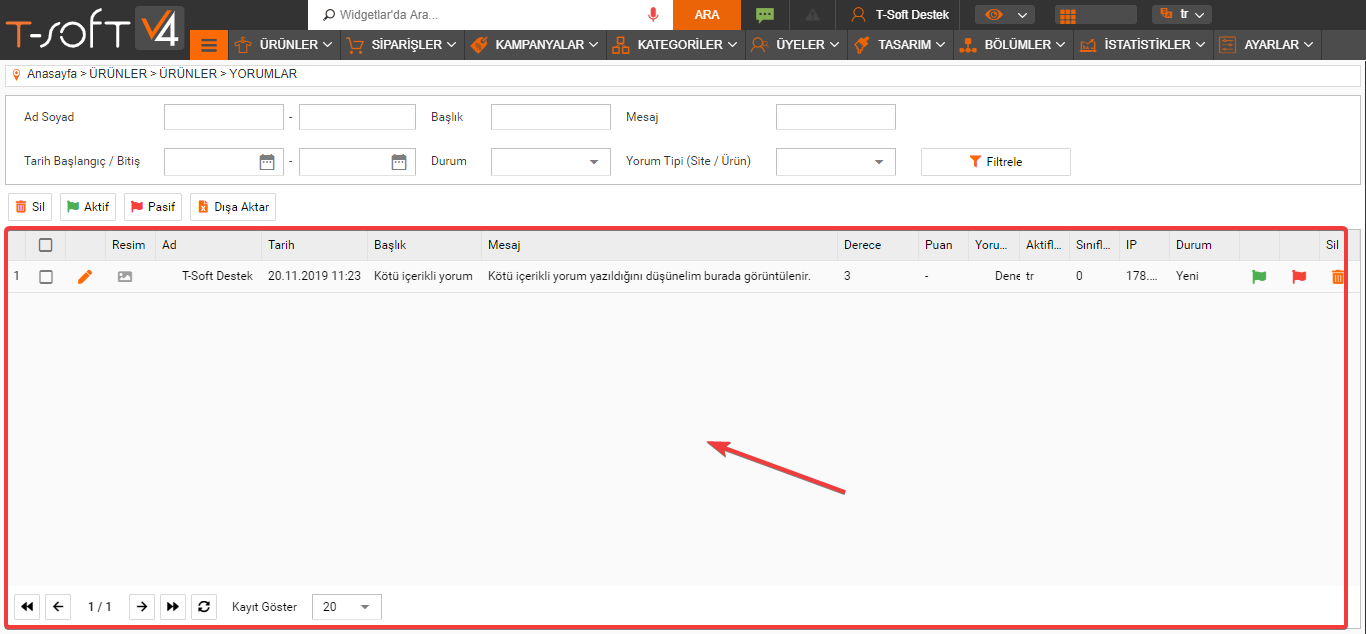 T-SOFT V4
Widgetlar'da Ara...
ARA
T-Soft Destek
tr
ÜRÜNLER
SİPARİŞLER
KAMPANYALAR
KATEGORİLER
ÜYELER
TASARIM
BÖLÜMLER
İSTATİSTİKLER
AYARLAR
Anasayfa > ÜRÜNLER > ÜRÜNLER > YORUMLAR
Ad Soyad - Başlık Mesaj
Tarih Başlangıç / Bitiş - Durum Yorum Tipi (Site / Ürün) Filtrele
Sil Aktif Pasif Dışa Aktar
Resim Ad Tarih Başlık Mesaj Derece Puan Yoru... Aktifl... Sınıfl... IP Durum Sil
1 T-Soft Destek 20.11.2019 11:23 Kötü içerikli yorum Kötü içerikli yorum yazıldığını düşünelim burada görüntülenir. 3 - Dene tr 0 178.... Yeni
1 / 1 Kayıt Göster 20